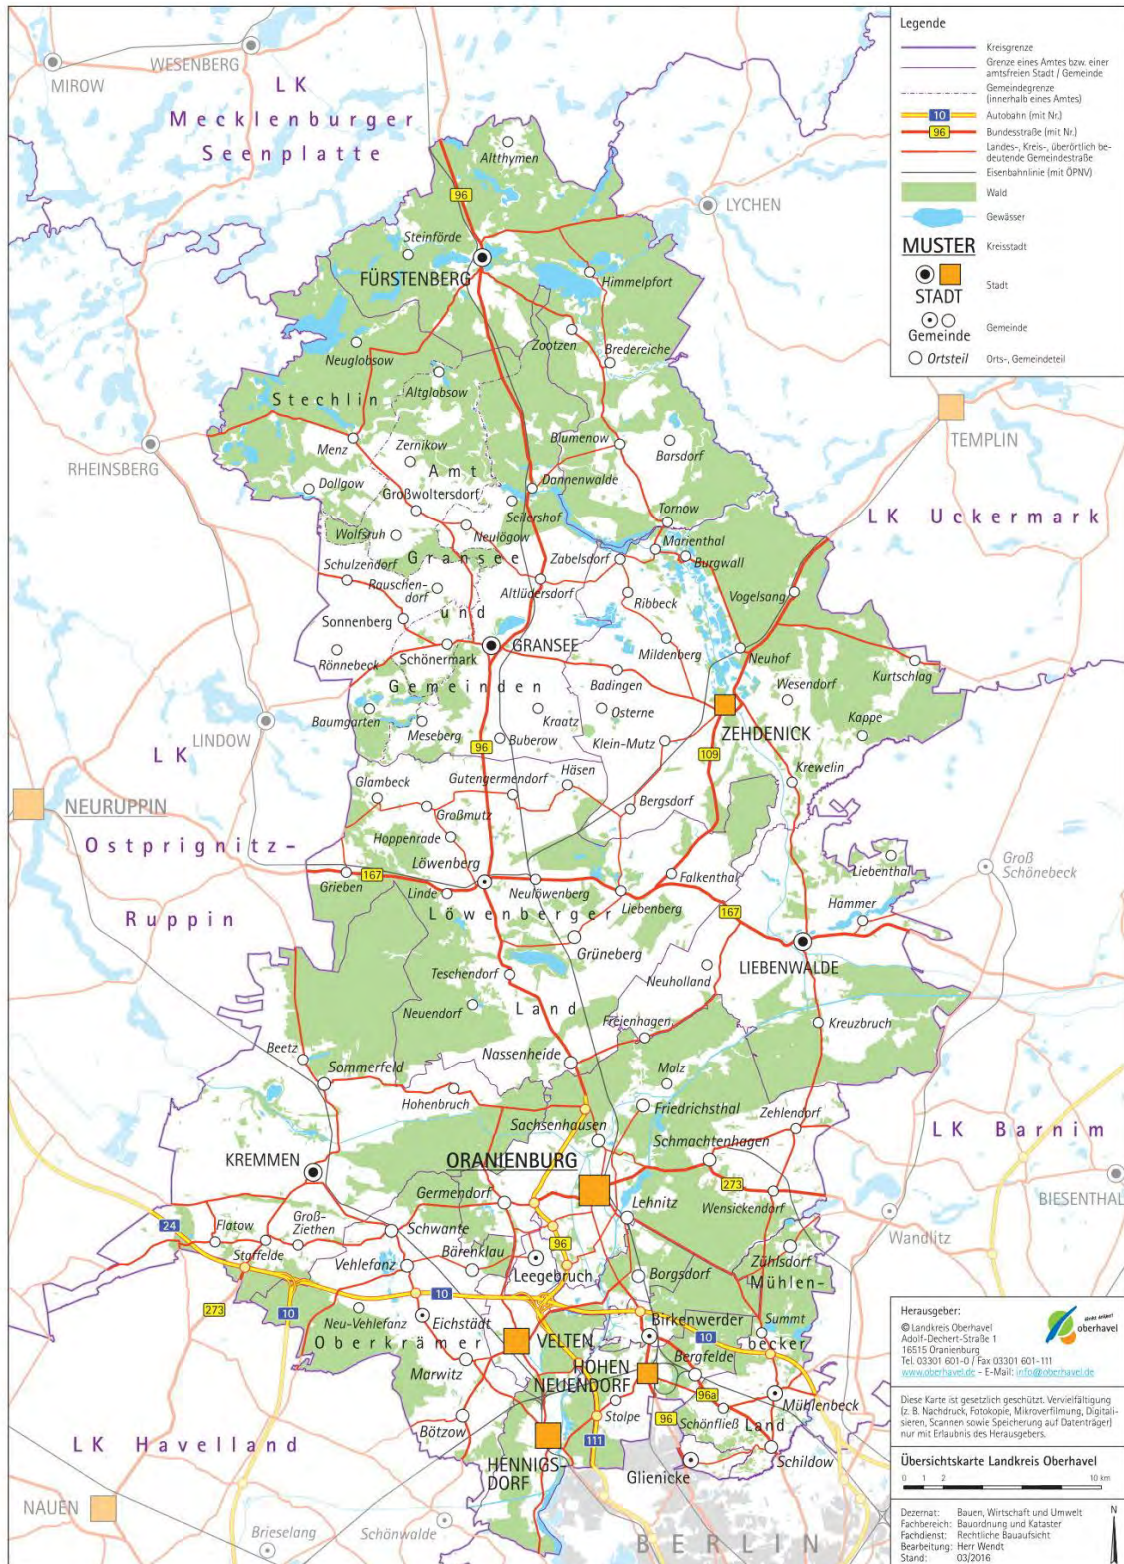 WESENBERG
MIROW
LK
Mecklenburger
Seenplatte
Legende
Kreisgrenze
Grenze eines Amtes bzw. einer
amtsfreien Stadt / Gemeinde
Gemeindegrenze
(innerhalb eines Amtes)
10
Autobahn (mit Nr.)
96
Bundesstraße (mit Nr.)
Landes-, Kreis-, überörtlich be-
deutende Gemeindestraße
Eisenbahnlinie (mit ÖPNV)
Wald
Gewässer
MUSTER
Kreisstadt
STADT
Stadt
Gemeinde
Gemeinde
Ortsteil
Orts-, Gemeindeteil
Altthymen
96
LYCHEN
Steinförde
FÜRSTENBERG
Himmelpfort
Zootzen
Neuglobsow
Bredereiche
Altglobsow
Stechlin
TEMPLIN
RHEINSBERG
Menz
Zernikow
Blumenow
Barsdorf
Amt
Dollgow
Großwoltersdorf
Dannenwalde
Seilershof
Tornow
LK Uckermark
Wolfsruh
Neulögow
Marienthal
Gransee
Zabelsdorf
Burgwall
Schulzendorf
Rauschen-
dorf
Altlüdersdorf
Ribbeck
Vogelsang
und
Sonnenberg
GRANSEE
Mildenberg
Neuhof
Rönnebeck
Schönermark
Kurtschlag
Gemeinden
Badingen
Wesendorf
Baumgarten
Meseberg
Kraatz
Osterne
ZEHDENICK
Kappe
LINDOW
LK
96
Buberow
Klein-Mutz
109
Krewelin
Glambeck
Gutengermendorf
Häsen
NEURUPPIN
Großmutz
Bergsdorf
Hoppenrade
Ostprignitz-
Löwenberg
Liebenthal
Groß
Schönebeck
Grieben
167
Linde
Neulöwenberg
Falkenthal
Hammer
Ruppin
Löwenberger
Liebenberg
167
Grüneberg
LIEBENWALDE
Teschendorf
Neuholland
Neuendorf
Land
Freienhagen
Kreuzbruch
Beetz
Nassenheide
Sommerfeld
Malz
Hohenbruch
Friedrichsthal
Zehlendorf
Sachsenhausen
LK Barnim
Schmachtenhagen
KREMMEN
ORANIENBURG
273
BIESENTHAL
Germendorf
Lehnitz
Wensickendorf
24
Flatow
Groß-
Ziethen
Schwante
96
Wandlitz
Staffelde
Bärenklau
Zühlsdorf
Vehlefanz
Leegebruch
Borgsdorf
Mühlen-
273
10
10
Neu-Vehlefanz
Eichstädt
Birkenwerder
10
Summt
Oberkrämer
VELTEN
becker
Bergfelde
Marwitz
HOHEN
NEUENDORF
96a
Mühlenbeck
Stolpe
Schönfließ
Bötzow
96
Land
LK Havelland
10
111
HENNIGS-
DORF
Glienicke
Schildow
NAUEN
Brieselang
Schönwalde
BERLIN
Herausgeber:
© Landkreis Oberhavel
Adolf-Dechert-Straße 1
16515 Oranienburg
Tel. 03301 601-0 / Fax 03301 601-111
www.oberhavel.de - E-Mail: info@oberhavel.de
oberhavel
Diese Karte ist gesetzlich geschützt. Vervielfältigung
(z. B. Nachdruck, Fotokopie, Mikroverfilmung, Digitali-
sieren, Scannen sowie Speicherung auf Datenträger)
nur mit Erlaubnis des Herausgebers.
Übersichtskarte Landkreis Oberhavel
0 1 2 10 km
Dezernat: Bauen, Wirtschaft und Umwelt
Fachbereich: Bauordnung und Kataster
Fachdienst: Rechtliche Bauaufsicht
Bearbeitung: Herr Wendt
Stand: 03/2016
N